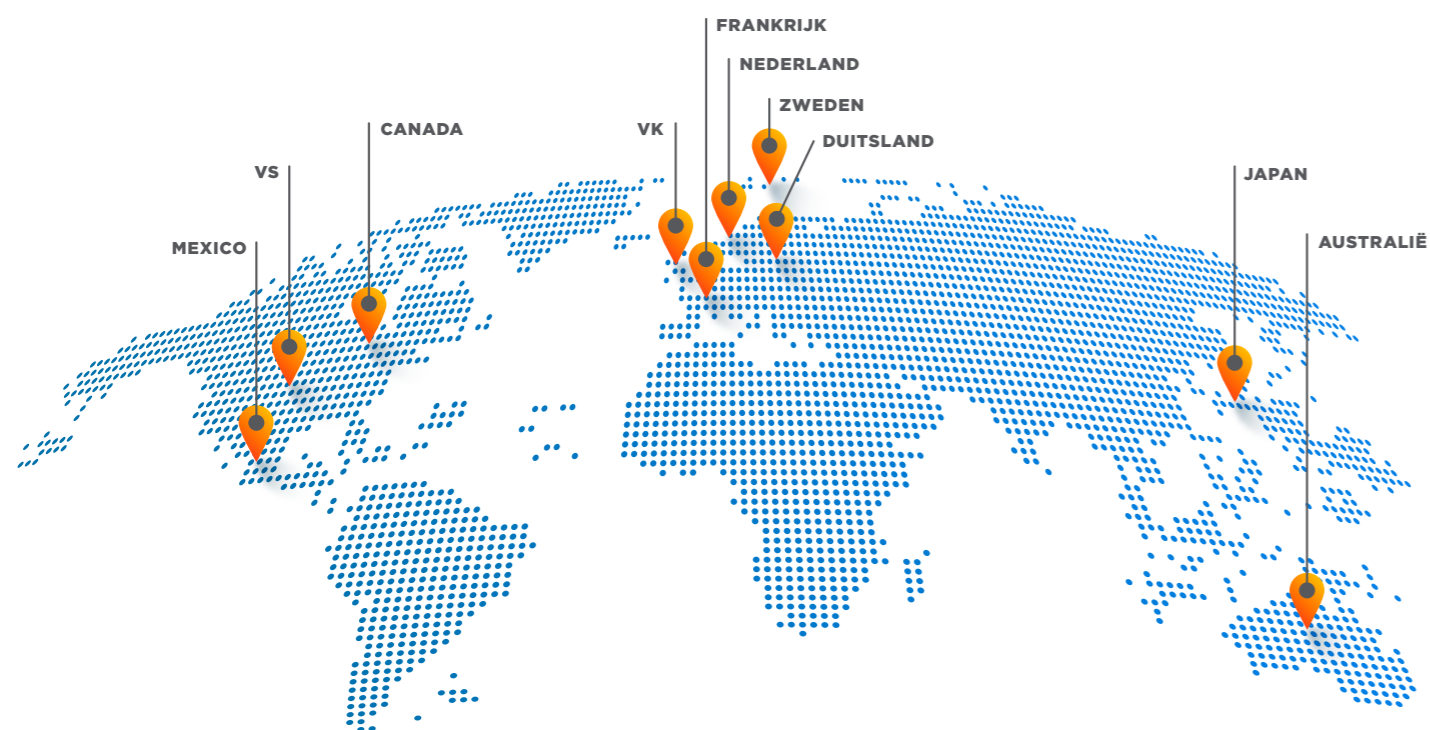 FRANKRIJK
NEDERLAND
ZWEDEN
CANADA
VK
DUITSLAND
VS
JAPAN
MEXICO
AUSTRALIË